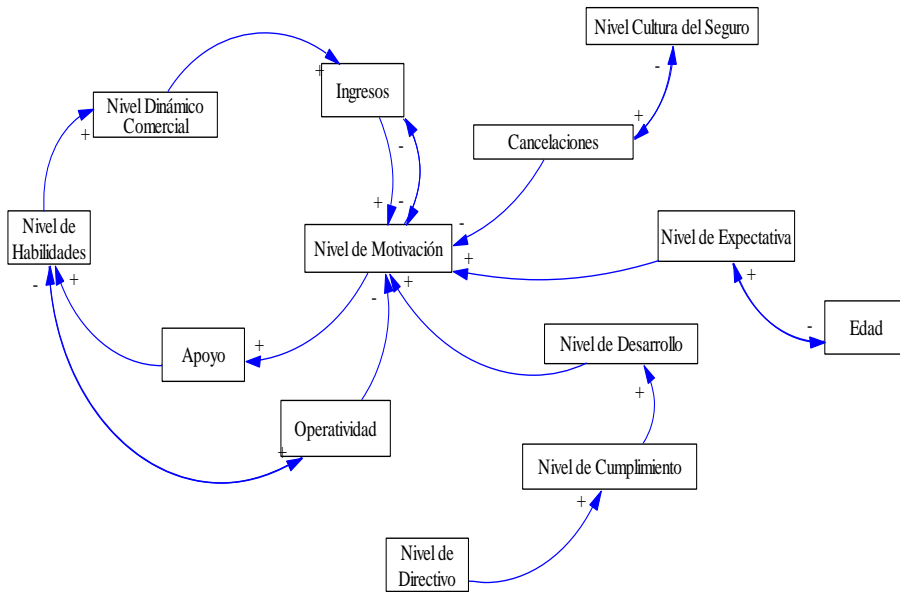 Nivel Cultura del Seguro
-
+
Ingresos
Nivel Dinámico
Comercial
+
-
+
Cancelaciones
+
-
-
Nivel de
Habilidades
Nivel de Motivación
-
+
Nivel de Expectativa
+
-
+
-
+
Edad
-
Apoyo
+
Nivel de Desarrollo
+
Operatividad
+
Nivel de Cumplimiento
+
Nivel de
Directivo